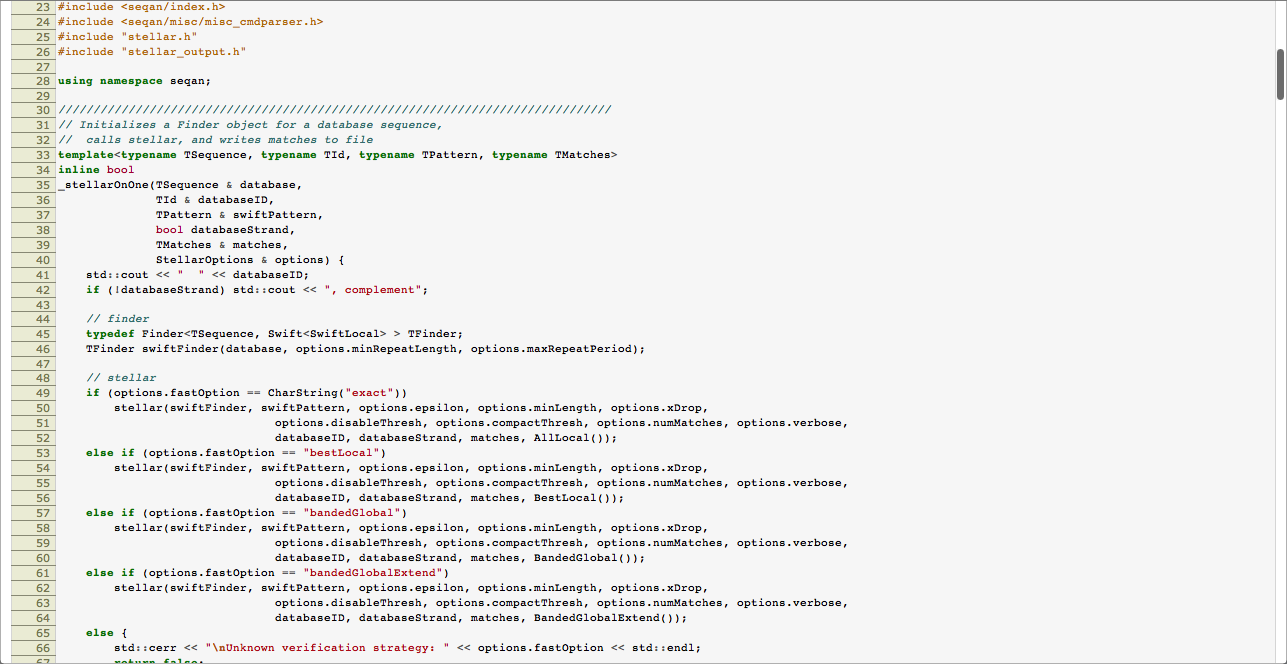 23 #include <seqan/index.h>
24 #include <seqan/misc/misc_cmdparser.h>
25 #include "stellar.h"
26 #include "stellar_output.h"
27
28 using namespace seqan;
29
30 ///////////////////////////////////////////////////////////////////////////////
31 // Initializes a Finder object for a database sequence,
32 //  calls stellar, and writes matches to file
33 template<typename TSequence, typename TId, typename TPattern, typename TMatches>
34 inline bool
35 _stellarOnOne(TSequence & database,
36               TId & databaseID,
37               TPattern & swiftPattern,
38               bool databaseStrand,
39               TMatches & matches,
40               StellarOptions & options) {
41     std::cout << "  " << databaseID;
42     if (!databaseStrand) std::cout << ", complement";
43
44     // finder
45     typedef Finder<TSequence, Swift<SwiftLocal> > TFinder;
46     TFinder swiftFinder(database, options.minRepeatLength, options.maxRepeatPeriod);
47
48     // stellar
49     if (options.fastOption == CharString("exact"))
50         stellar(swiftFinder, swiftPattern, options.epsilon, options.minLength, options.xDrop,
51                                options.disableThresh, options.compactThresh, options.numMatches, options.verbose,
52                                databaseID, databaseStrand, matches, AllLocal());
53     else if (options.fastOption == "bestLocal")
54         stellar(swiftFinder, swiftPattern, options.epsilon, options.minLength, options.xDrop,
55                                options.disableThresh, options.compactThresh, options.numMatches, options.verbose,
56                                databaseID, databaseStrand, matches, BestLocal());
57     else if (options.fastOption == "bandedGlobal")
58         stellar(swiftFinder, swiftPattern, options.epsilon, options.minLength, options.xDrop,
59                                options.disableThresh, options.compactThresh, options.numMatches, options.verbose,
60                                databaseID, databaseStrand, matches, BandedGlobal());
61     else if (options.fastOption == "bandedGlobalExtend")
62         stellar(swiftFinder, swiftPattern, options.epsilon, options.minLength, options.xDrop,
63                                options.disableThresh, options.compactThresh, options.numMatches, options.verbose,
64                                databaseID, databaseStrand, matches, BandedGlobalExtend());
65     else {
66         std::cerr << "\nUnknown verification strategy: " << options.fastOption << std::endl;
67         return false;